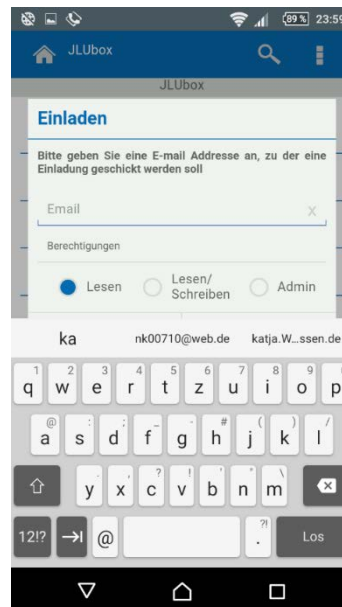 89 % 23:59
JLUbox
JLUbox
Einladen
Bitte geben Sie eine E-mail Addresse an, zu der eine
Einladung geschickt werden soll
Email x
Berechtigungen
Lesen Lesen/ Schreiben Admin
ka nk00710@web.de katja.W...ssen.de
1 2 3 4 5 6 7 8 9 0
q w e r t z u i o p
@ : ; _ - # ( ) /
a s d f g h j k l
' " ? ! , \
y x c v b n m
12!? @ ?! . Los